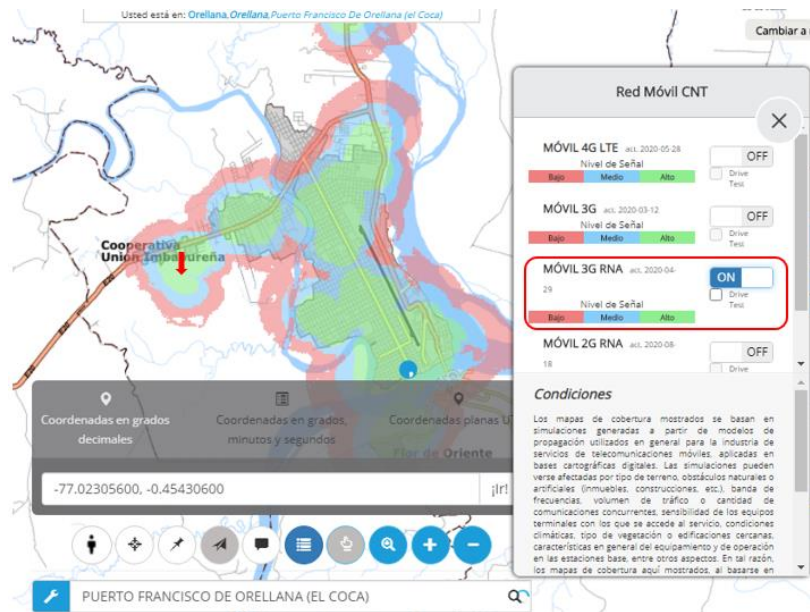 Usted está en: Orellana,Orellana,Puerto Francisco De Orellana (el Coca)
Cambiar a
Red Móvil CNT
MÓVIL 4G LTE act. 2020-05-28
OFF
Nivel de Señal
Bajo Medio Alto
Drive Test
MÓVIL 3G act. 2020-03-12
OFF
Nivel de Señal
Bajo Medio Alto
Drive Test
MÓVIL 3G RNA act. 2020-04-29
ON
Nivel de Señal
Bajo Medio Alto
Drive Test
MÓVIL 2G RNA act. 2020-08-18
OFF
Drive
Cooperativa
Union Imbabureña
Condiciones
Los mapas de cobertura mostrados se basan en
simulaciones generadas a partir de modelos de
propagación utilizados en general para la industria de
servicios de telecomunicaciones móviles, aplicadas en
bases cartográficas digitales. Las simulaciones pueden
verse afectadas por tipo de terreno, obstáculos naturales o
artificiales (inmuebles, construcciones, etc.), banda de
frecuencias, volumen de tráfico o cantidad de
comunicaciones concurrentes, sensibilidad de los equipos
terminales con los que se accede al servicio, condiciones
climáticas, tipo de vegetación o edificaciones cercanas,
características en general del equipamiento y de operación
en las estaciones base, entre otros aspectos. En tal razón,
los mapas de cobertura aquí mostrados, al basarse en
Coordenadas en grados
decimales
Coordenadas en grados,
minutos y segundos
Coordenadas planas U
Flor de Oriente
-77.02305600, -0.45430600
¡Ir!
PUERTO FRANCISCO DE ORELLANA (EL COCA)